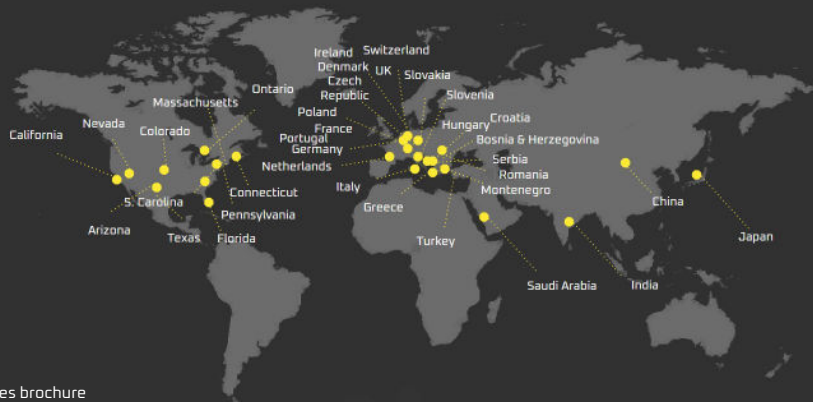 Ireland
Switzerland
Denmark
UK
Czech
Republic
Slovakia
Slovenia
Ontario
Massachusetts
Poland
Croatia
Nevada
Colorado
France
Hungary
California
Portugal
Bosnia & Herzegovina
Germany
Netherlands
Serbia
Italy
Romania
Connecticut
Montenegro
S. Carolina
Pennsylvania
Greece
China
Arizona
Texas
Florida
Turkey
Japan
Saudi Arabia
India
es brochure